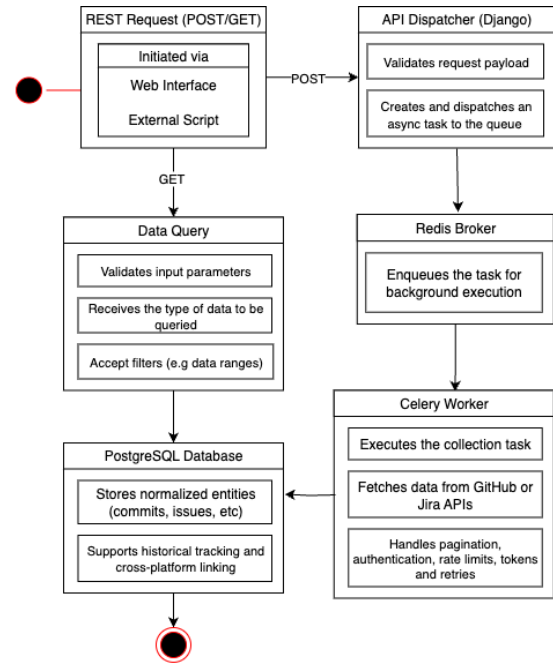 REST Request (POST/GET)
Initiated via
Web Interface
External Script
POST
GET
API Dispatcher (Django)
Validates request payload
Creates and dispatches an
async task to the queue
Data Query
Validates input parameters
Receives the type of data to be
queried
Accept filters (e.g data ranges)
Redis Broker
Enqueues the task for
background execution
Celery Worker
Executes the collection task
Fetches data from GitHub or
Jira APIs
Handles pagination,
authentication, rate limits, tokens
and retries
PostgreSQL Database
Stores normalized entities
(commits, issues, etc)
Supports historical tracking and
cross-platform linking